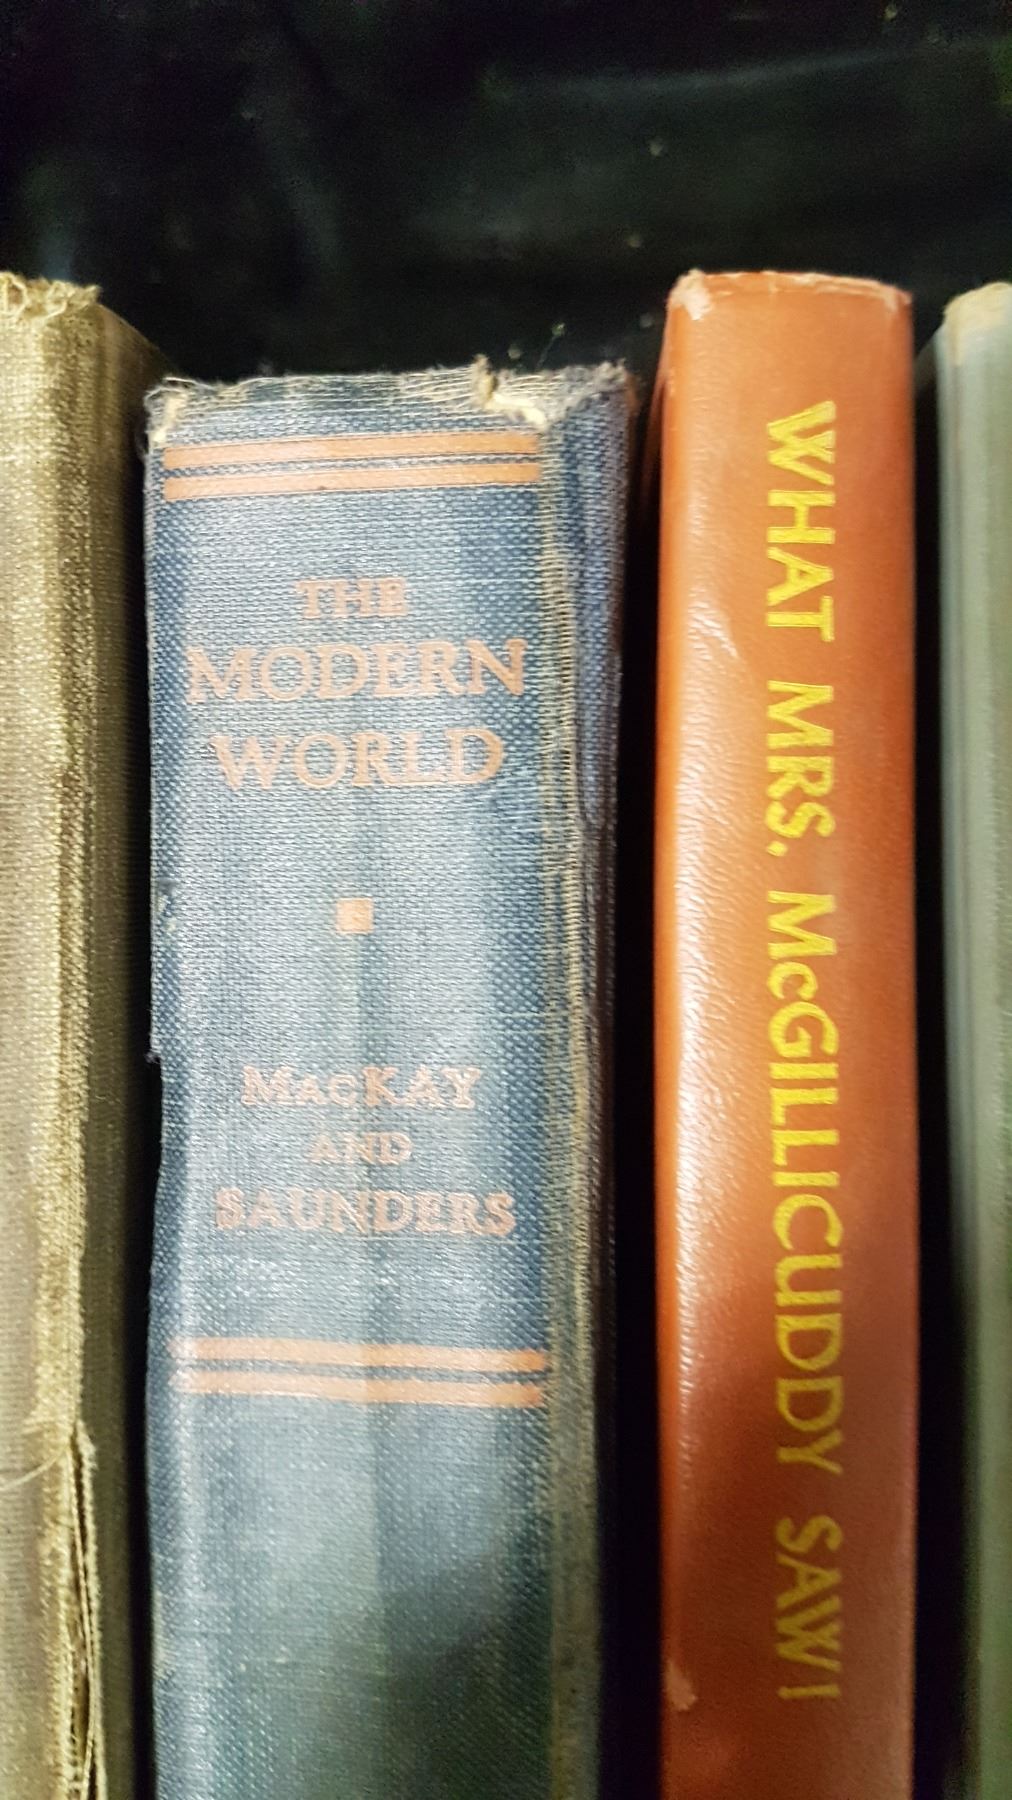 THE
MODERN
WORLD
MACKAY
AND
SAUNDERS
WHAT MRS. McGILLICUDDY SAW!